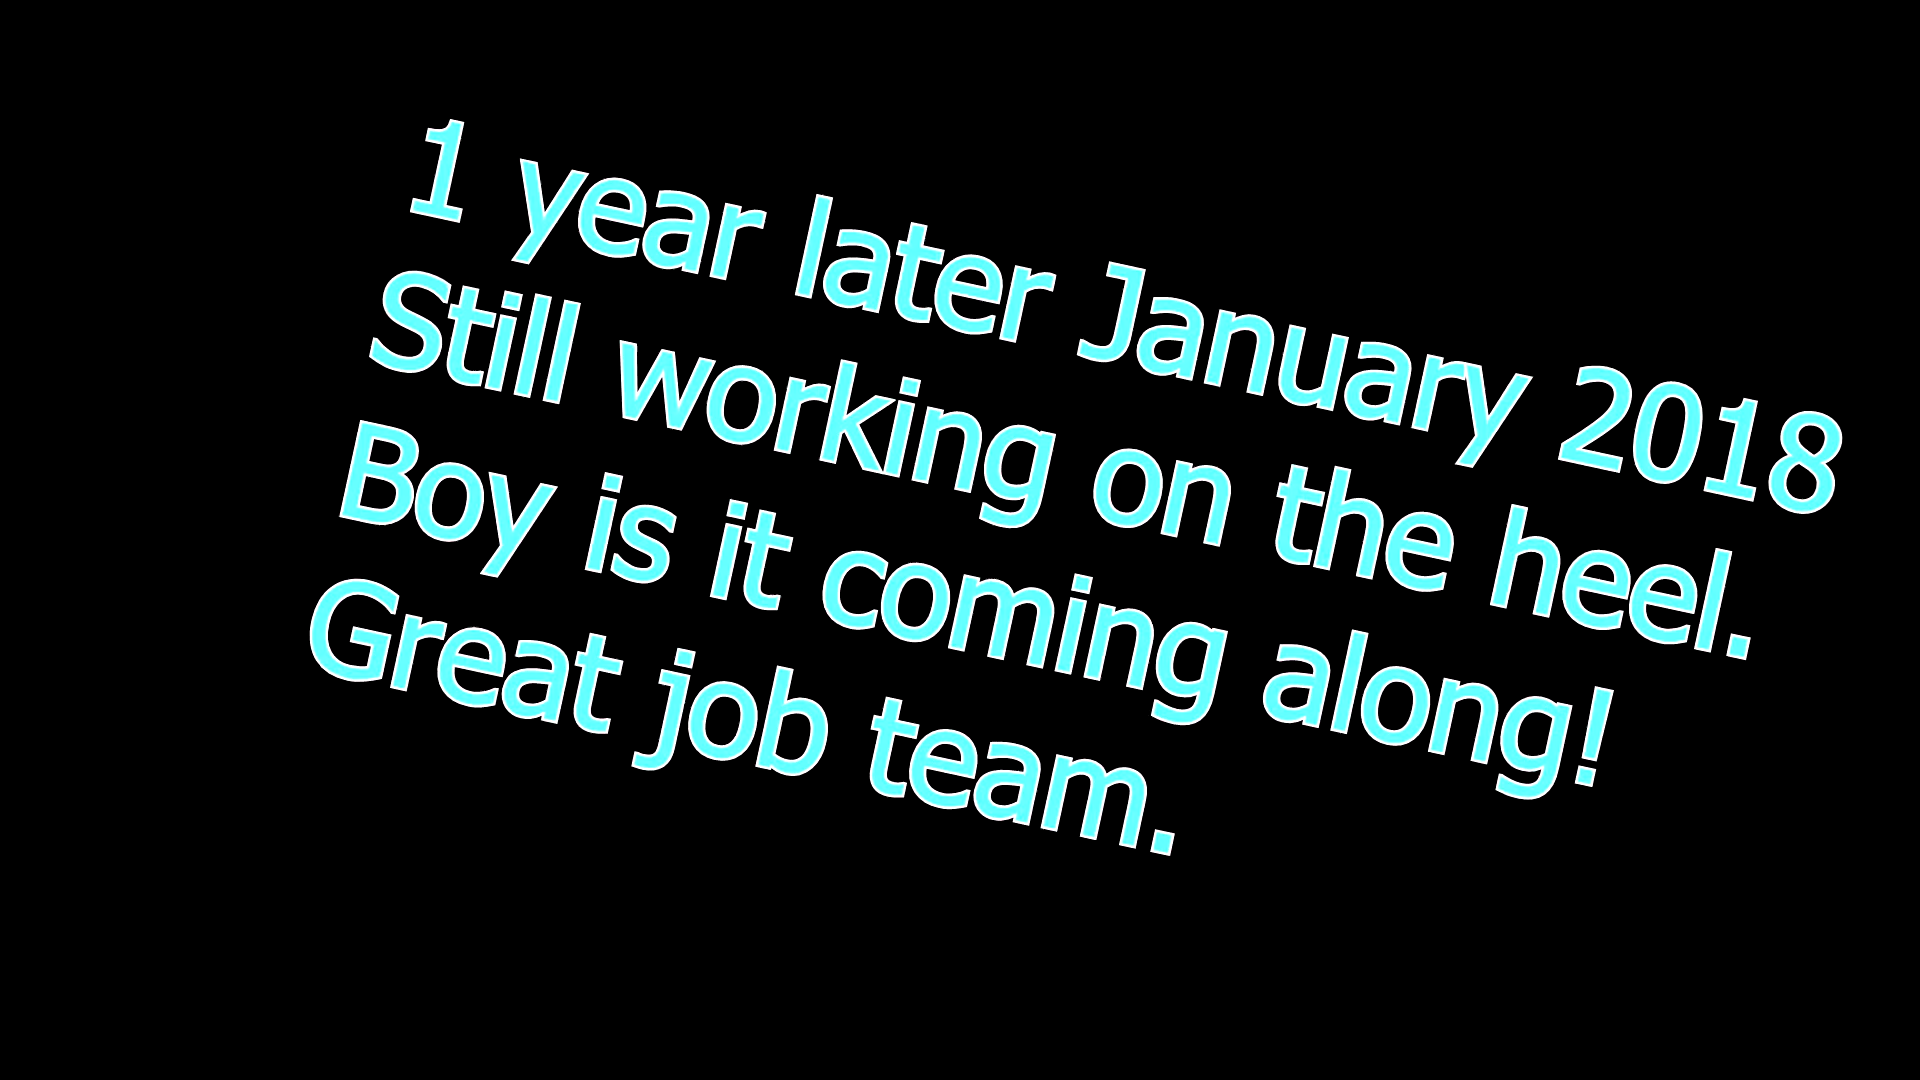 1 year later January 2018
Still working on the heel.
Boy is it coming along!
Great job team.